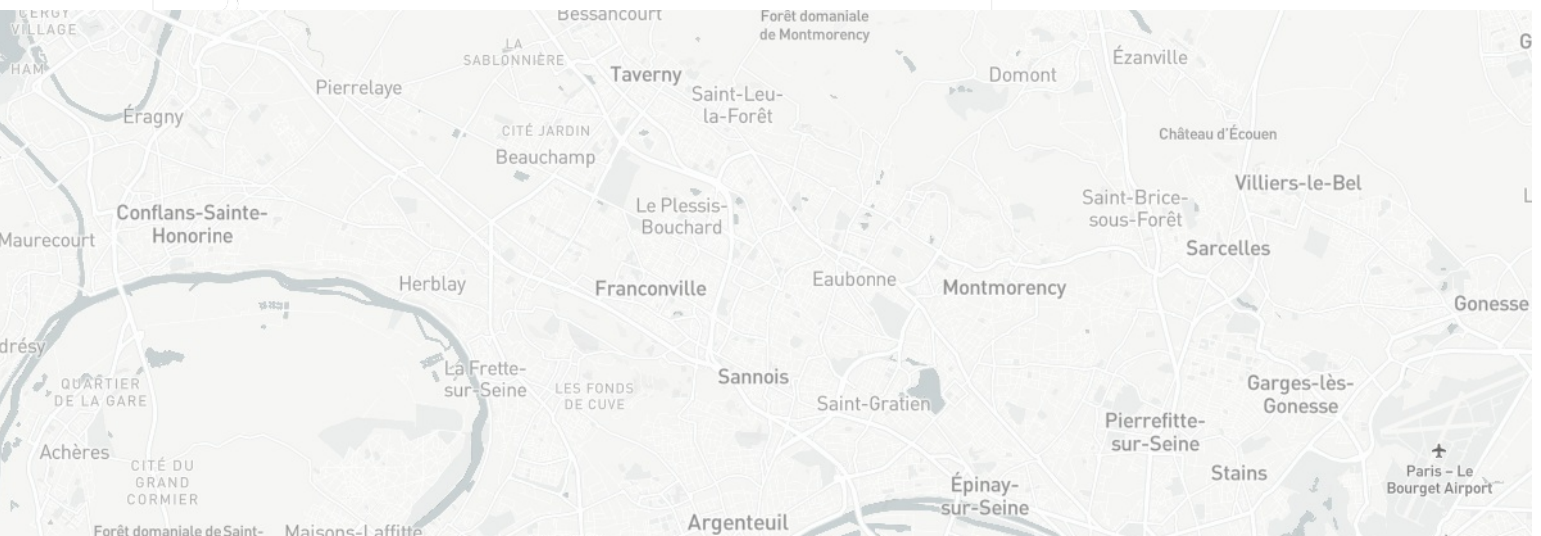 CERGY
VILLAGE
HAM
Bessancourt
Forêt domaniale
de Montmorency
LA
SABLONNIÈRE
Taverny
Pierrelaye
Saint-Leu-
la-Forêt
Domont
Ézanville
G
Éragny
CITÉ JARDIN
Beauchamp
Château d'Écouen
Villiers-le-Bel
Conflans-Sainte-
Honorine
Le Plessis-
Bouchard
Saint-Brice-
sous-Forêt
L
Maurecourt
Sarcelles
Herblay
Franconville
Eaubonne
Montmorency
Gonesse
drésy
QUARTIER
DE LA GARE
La Frette-
sur-Seine
LES FONDS
DE CUVE
Sannois
Saint-Gratien
Garges-lès-
Gonesse
Pierrefitte-
sur-Seine
Achères
CITÉ DU
GRAND
CORMIER
Stains
Paris – Le
Bourget Airport
Épinay-
sur-Seine
Argenteuil
Forêt domaniale de Saint-
Maisons-Laffitte